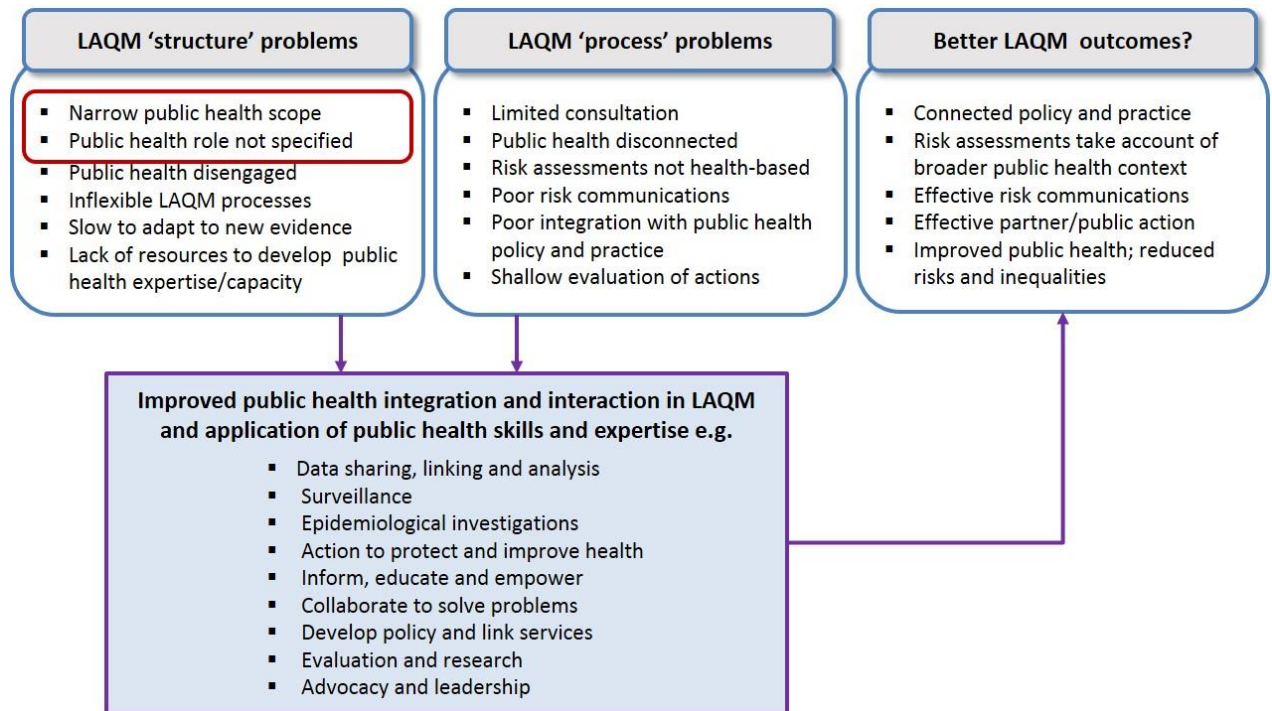 LAQM ‘structure’ problems
▪ Narrow public health scope
▪ Public health role not specified
▪ Public health disengaged
▪ Inflexible LAQM processes
▪ Slow to adapt to new evidence
▪ Lack of resources to develop public
health expertise/capacity
LAQM ‘process’ problems
▪ Limited consultation
▪ Public health disconnected
▪ Risk assessments not health-based
▪ Poor risk communications
▪ Poor integration with public health
policy and practice
▪ Shallow evaluation of actions
Better LAQM outcomes?
▪ Connected policy and practice
▪ Risk assessments take account of
broader public health context
▪ Effective risk communications
▪ Effective partner/public action
▪ Improved public health; reduced
risks and inequalities
Improved public health integration and interaction in LAQM
and application of public health skills and expertise e.g.
▪ Data sharing, linking and analysis
▪ Surveillance
▪ Epidemiological investigations
▪ Action to protect and improve health
▪ Inform, educate and empower
▪ Collaborate to solve problems
▪ Develop policy and link services
▪ Evaluation and research
▪ Advocacy and leadership